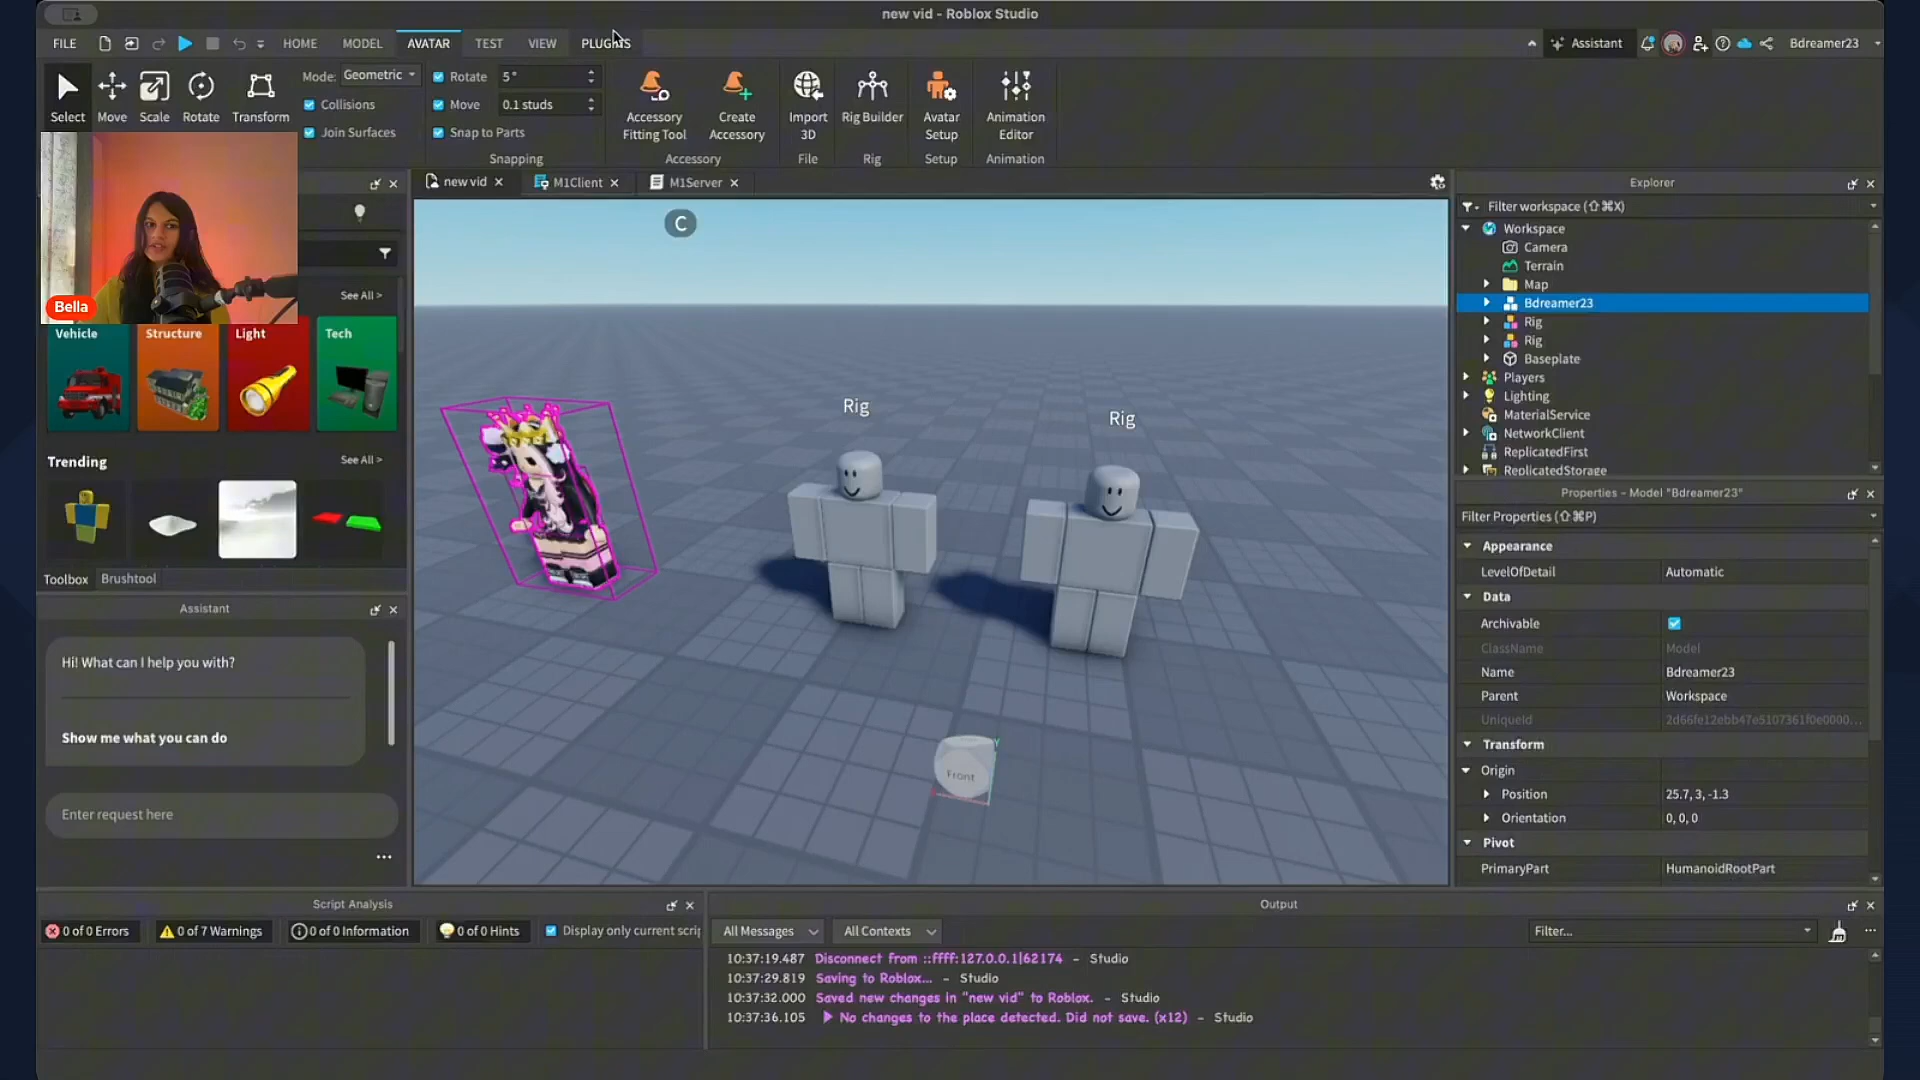 new vid - Roblox Studio
FILE
HOME
MODEL
AVATAR
TEST
VIEW
PLUGINS
Assistant
Bdreamer23
Select
Move
Scale
Rotate
Transform
Mode: Geometric
Collisions
Join Surfaces
Rotate 5°
Move 0.1 studs
Snap to Parts
Snapping
Accessory Fitting Tool
Create Accessory
Accessory
Import 3D
File
Rig Builder
Rig
Avatar Setup
Setup
Animation Editor
Animation
Bella
See All >
Vehicle
Structure
Light
Tech
Trending
See All >
Toolbox
Brushtool
Assistant
Hi! What can I help you with?
Show me what you can do
Enter request here
...
new vid
M1Client
M1Server
C
Rig
Rig
Front
Y
Explorer
Filter workspace (⇧⌘X)
Workspace
Camera
Terrain
Map
Bdreamer23
Rig
Rig
Baseplate
Players
Lighting
MaterialService
NetworkClient
ReplicatedFirst
ReplicatedStorage
Properties - Model "Bdreamer23"
Filter Properties (⇧⌘P)
Appearance
LevelOfDetail Automatic
Data
Archivable
ClassName Model
Name Bdreamer23
Parent Workspace
UniqueId 2d66fe12ebb47e5107361f0e0000...
Transform
Origin
Position 25.7, 3, -1.3
Orientation 0, 0, 0
Pivot
PrimaryPart HumanoidRootPart
Script Analysis
0 of 0 Errors
0 of 7 Warnings
0 of 0 Information
0 of 0 Hints
Display only current scrip
Output
All Messages
All Contexts
Filter...
...
10:37:19.487 Disconnect from ::ffff:127.0.0.1|62174 - Studio
10:37:29.819 Saving to Roblox... - Studio
10:37:32.000 Saved new changes in "new vid" to Roblox. - Studio
10:37:36.105 No changes to the place detected. Did not save. (x12) - Studio